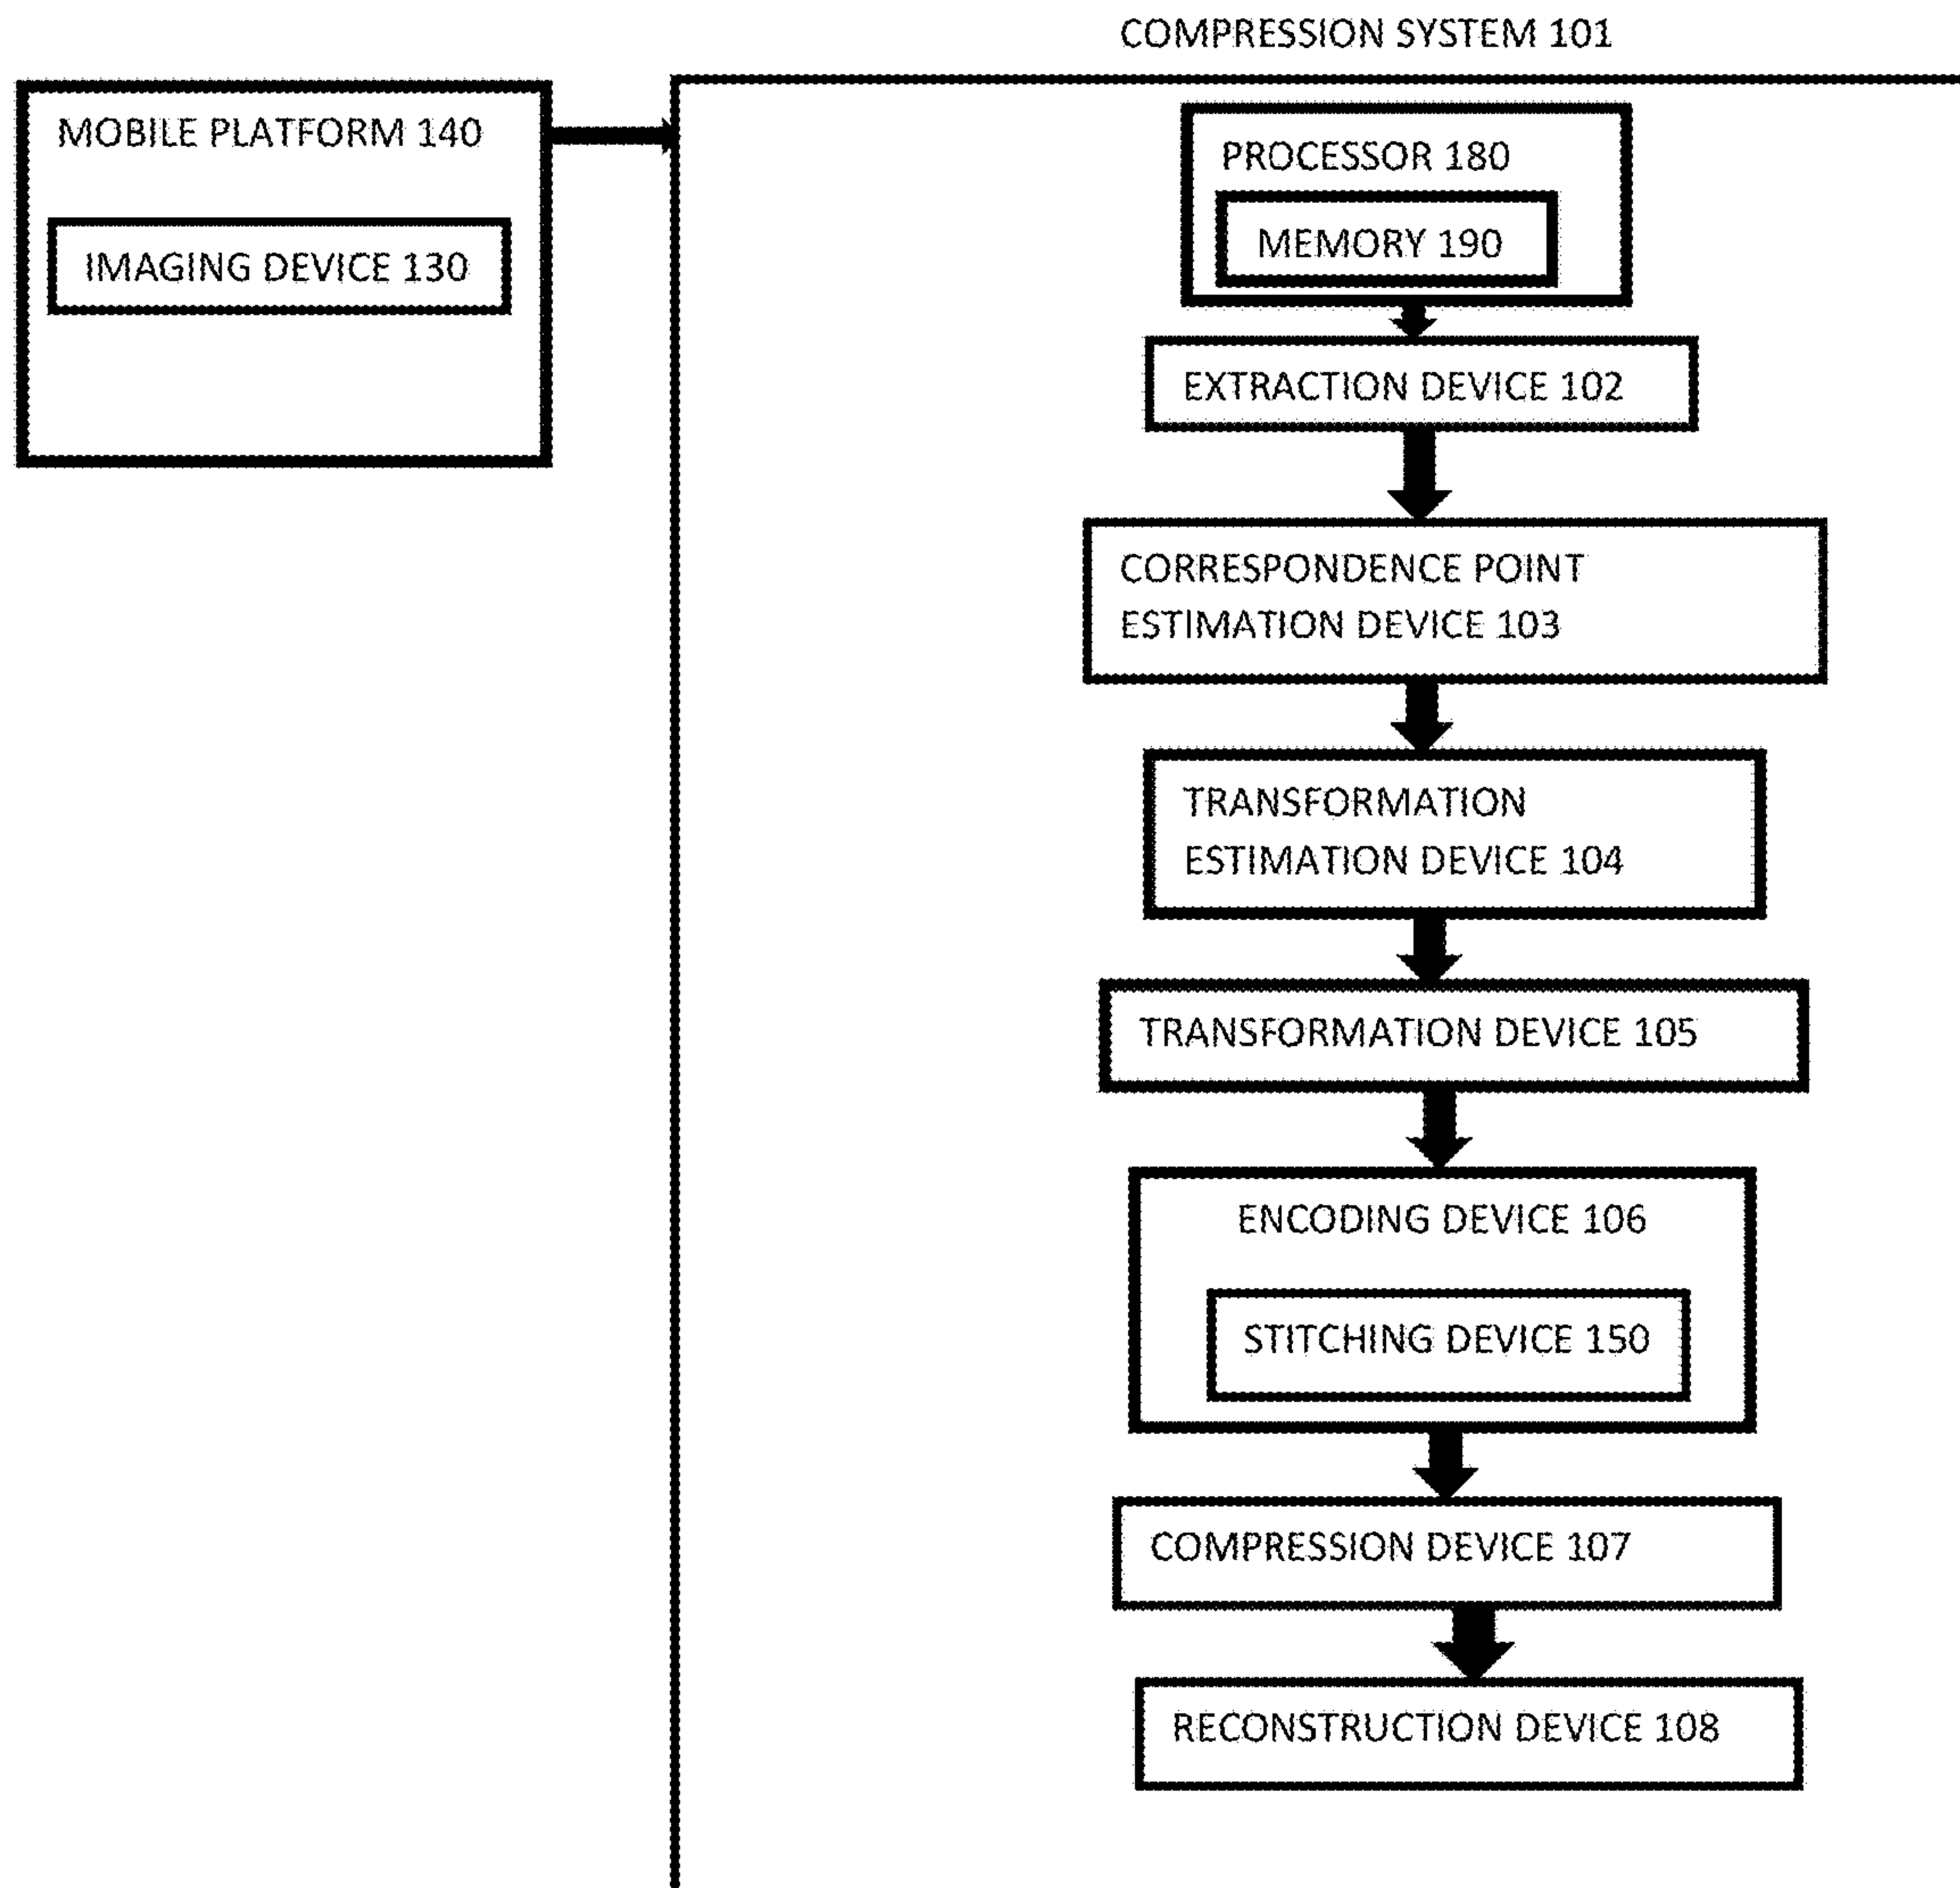 COMPRESSION SYSTEM 101
MOBILE PLATFORM 140
IMAGING DEVICE 130
PROCESSOR 180
MEMORY 190
EXTRACTION DEVICE 102
CORRESPONDENCE POINT
ESTIMATION DEVICE 103
TRANSFORMATION
ESTIMATION DEVICE 104
TRANSFORMATION DEVICE 105
ENCODING DEVICE 106
STITCHING DEVICE 150
COMPRESSION DEVICE 107
RECONSTRUCTION DEVICE 108